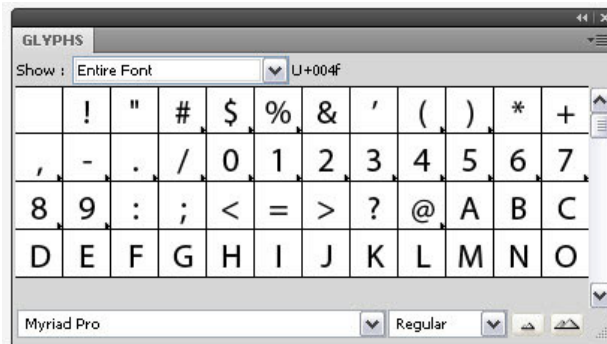 GLYPHS
Show : Entire Font U+004f
! " # $ % & ' ( ) * +
, - . / 0 1 2 3 4 5 6 7
8 9 : ; < = > ? @ A B C
D E F G H I J K L M N O
Myriad Pro Regular